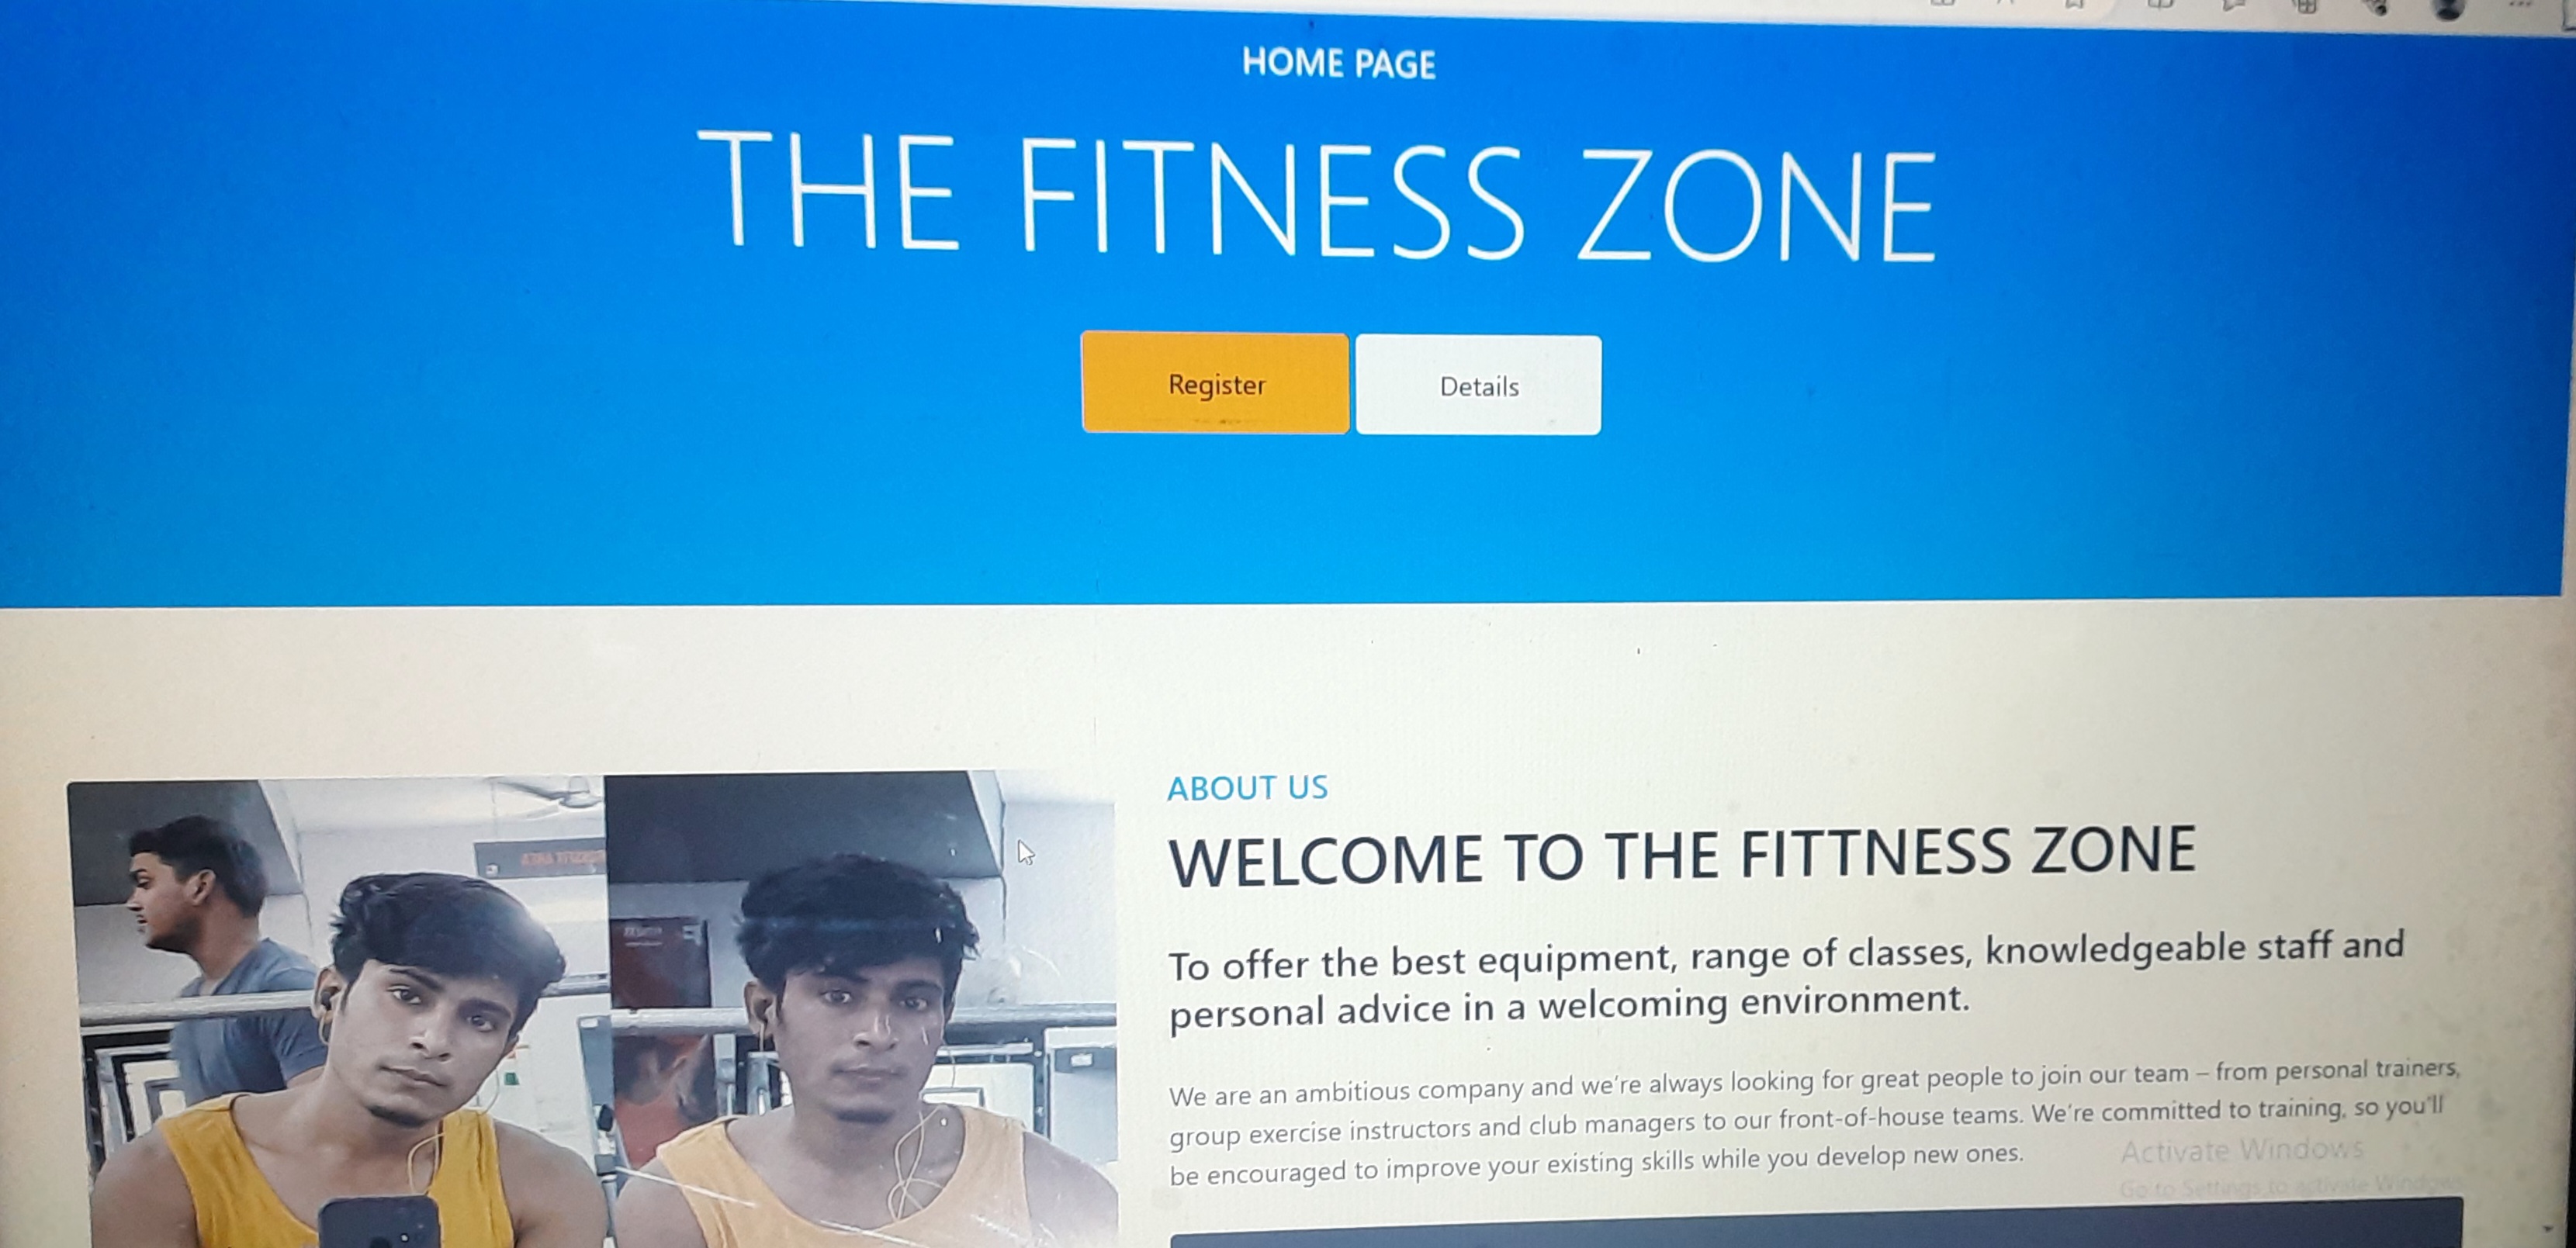 HOME PAGE
THE FITNESS ZONE
Register
Details
ABOUT US
WELCOME TO THE FITTNESS ZONE
To offer the best equipment, range of classes, knowledgeable staff and
personal advice in a welcoming environment.
We are an ambitious company and we're always looking for great people to join our team – from personal trainers,
group exercise instructors and club managers to our front-of-house teams. We're committed to training, so you'll
be encouraged to improve your existing skills while you develop new ones.
Activate Windows
Go to Settings to activate Windows